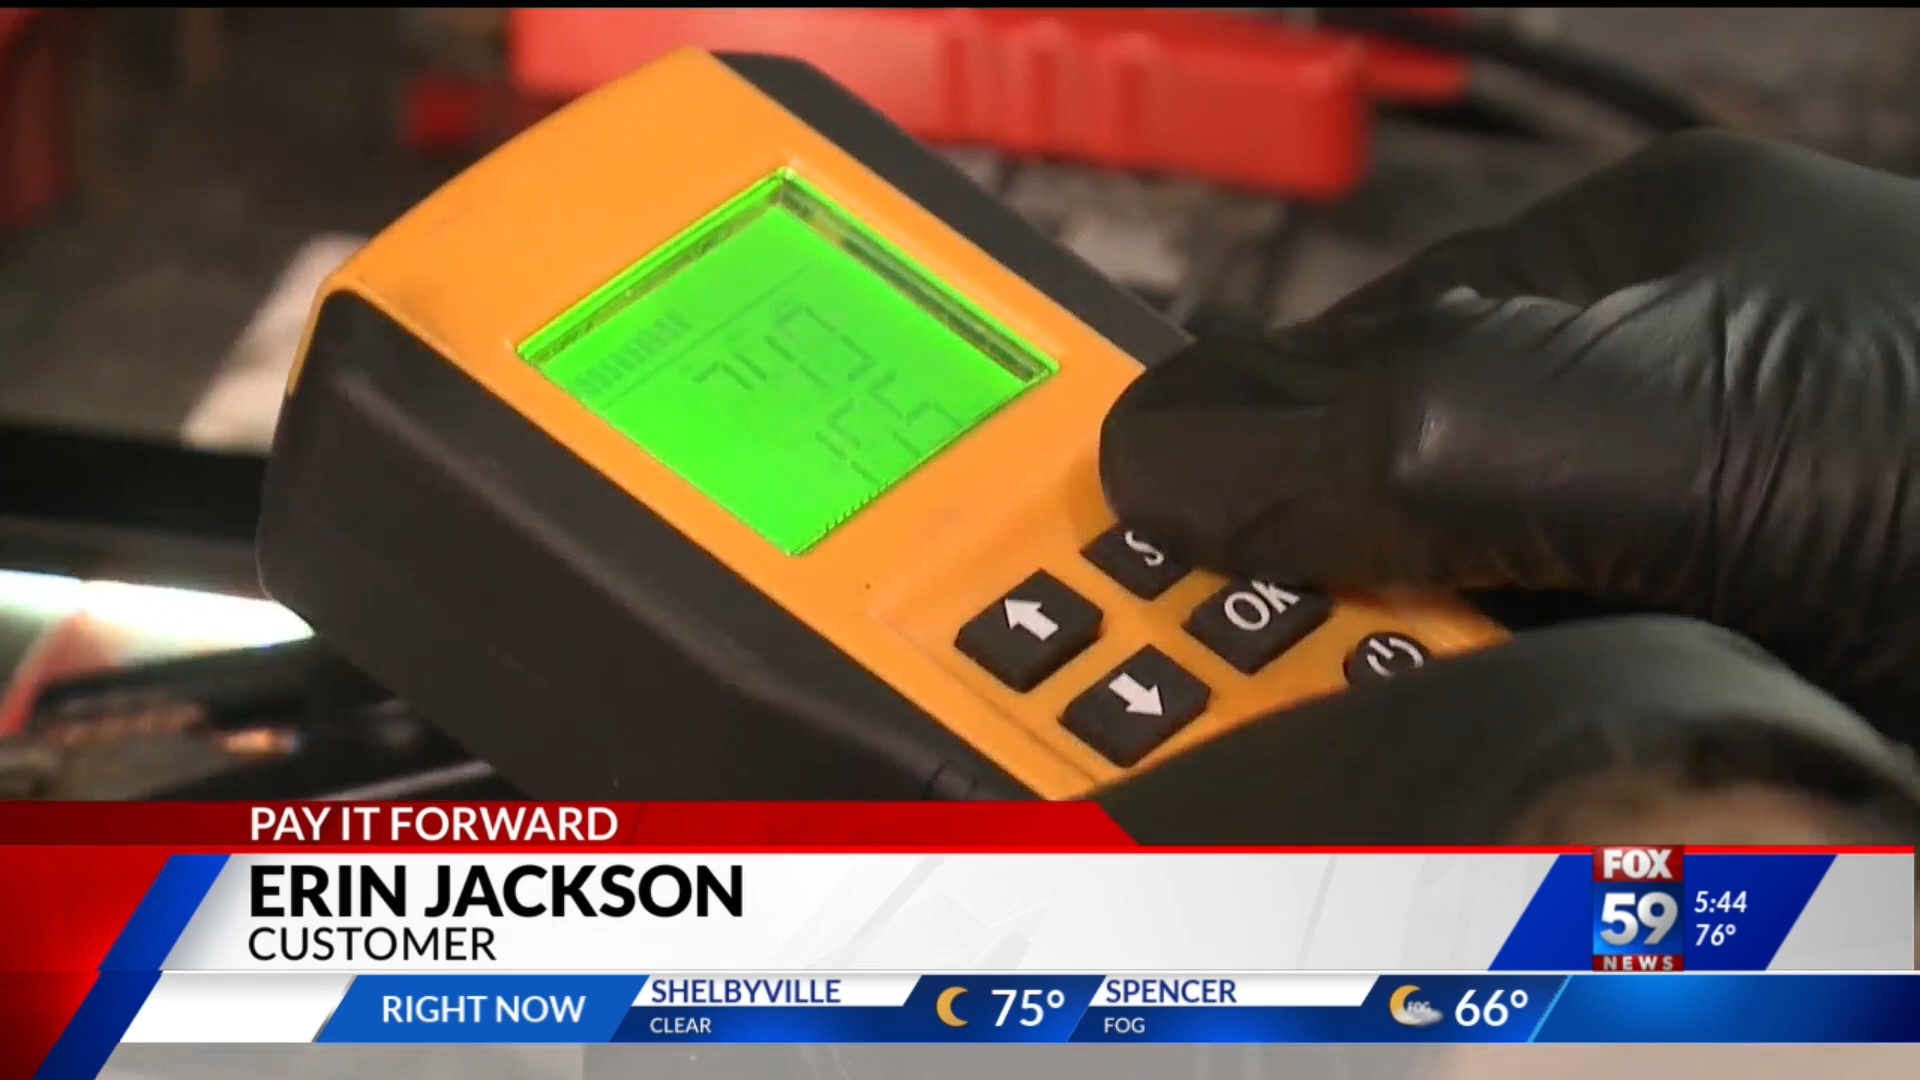 S
OK
PAY IT FORWARD
ERIN JACKSON
CUSTOMER
FOX
59
NEWS
5:44
76°
RIGHT NOW
SHELBYVILLE
CLEAR
75°
SPENCER
FOG
FOG
66°